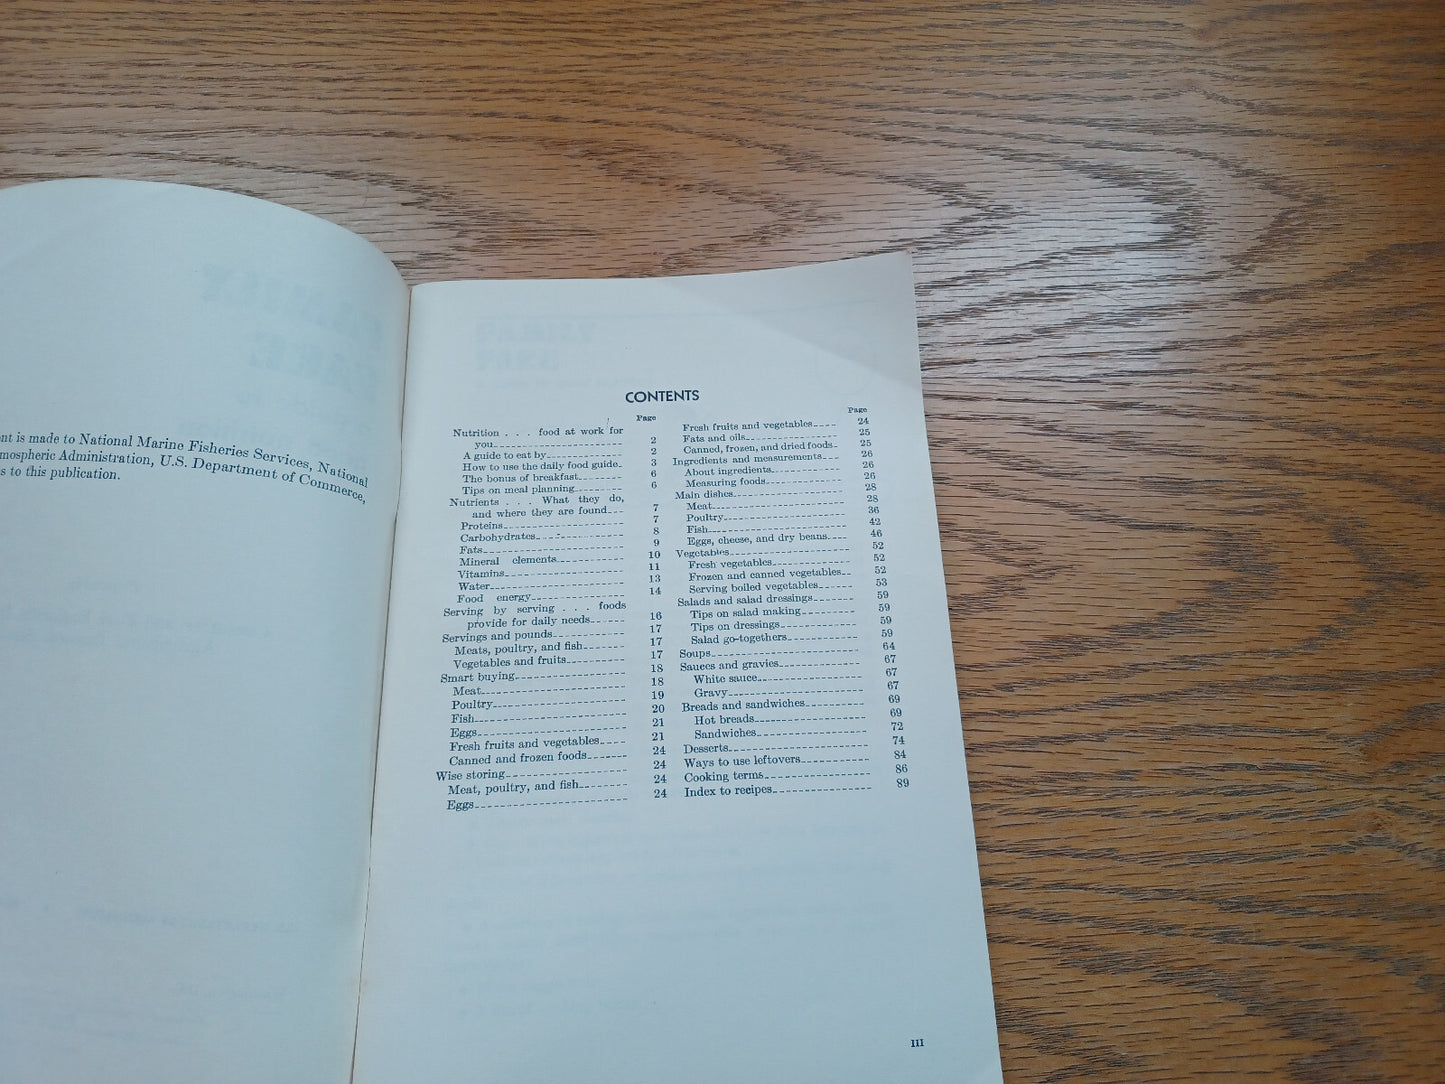 nt is made to National Marine Fisheries Services, National
mospheric Administration, U.S. Department of Commerce,
s to this publication.
CONTENTS
Page
Nutrition . . . food at work for
you 2
A guide to eat by 2
How to use the daily food guide 3
The bonus of breakfast 6
Tips on meal planning 6
Nutrients . . . What they do,
and where they are found 7
Proteins 7
Carbohydrates 8
Fats 9
Mineral elements 10
Vitamins 11
Water 13
Food energy 14
Serving by serving . . . foods
provide for daily needs 16
Servings and pounds 17
Meats, poultry, and fish 17
Vegetables and fruits 17
Smart buying 18
Meat 18
Poultry 19
Fish 20
Eggs 21
Fresh fruits and vegetables 21
Canned and frozen foods 24
Wise storing 24
Meat, poultry, and fish 24
Eggs 24
Page
Fresh fruits and vegetables 24
Fats and oils 25
Canned, frozen, and dried foods 25
Ingredients and measurements 26
About ingredients 26
Measuring foods 26
Main dishes 28
Meat 28
Poultry 36
Fish 42
Eggs, cheese, and dry beans 46
Vegetables 52
Fresh vegetables 52
Frozen and canned vegetables 52
Serving boiled vegetables 53
Salads and salad dressings 59
Tips on salad making 59
Tips on dressings 59
Salad go-togethers 59
Soups 64
Sauces and gravies 67
White sauce 67
Gravy 67
Breads and sandwiches 69
Hot breads 69
Sandwiches 72
Desserts 74
Ways to use leftovers 84
Cooking terms 86
Index to recipes 89
III